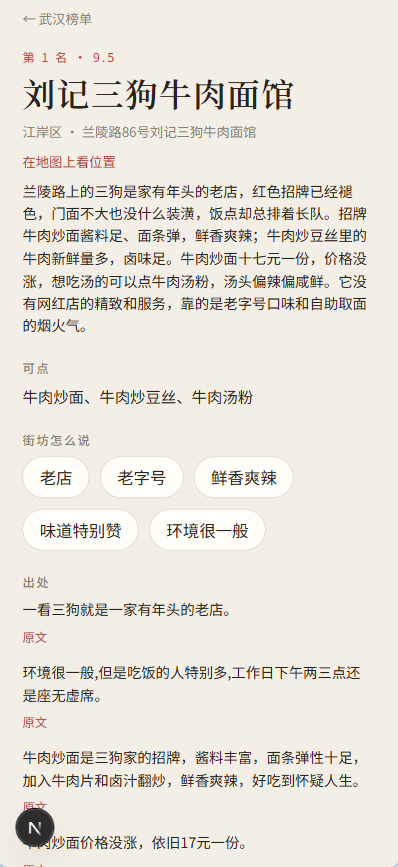 ← 武汉榜单
第 1 名 · 9.5
刘记三狗牛肉面馆
江岸区 · 兰陵路86号刘记三狗牛肉面馆
在地图上看位置
兰陵路上的三狗是家有年头的老店，红色招牌已经褪
色，门面不大也没什么装潢，饭点却总排着长队。招牌
牛肉炒面酱料足、面条弹，鲜香爽辣；牛肉炒豆丝里的
牛肉新鲜量多，卤味足。牛肉炒面十七元一份，价格没
涨，想吃汤的可以点牛肉汤粉，汤头偏辣偏咸鲜。它没
有网红店的精致和服务，靠的是老字号口味和自助取面
的烟火气。
可点
牛肉炒面、牛肉炒豆丝、牛肉汤粉
街坊怎么说
老店 老字号 鲜香爽辣
味道特别赞 环境很一般
出处
一看三狗就是一家有年头的老店。
原文
环境很一般,但是吃饭的人特别多,工作日下午两三点还
是座无虚席。
原文
牛肉炒面是三狗家的招牌，酱料丰富，面条弹性十足，
加入牛肉片和卤汁翻炒，鲜香爽辣，好吃到怀疑人生。
原文
N
肉炒面价格没涨，依旧17元一份。